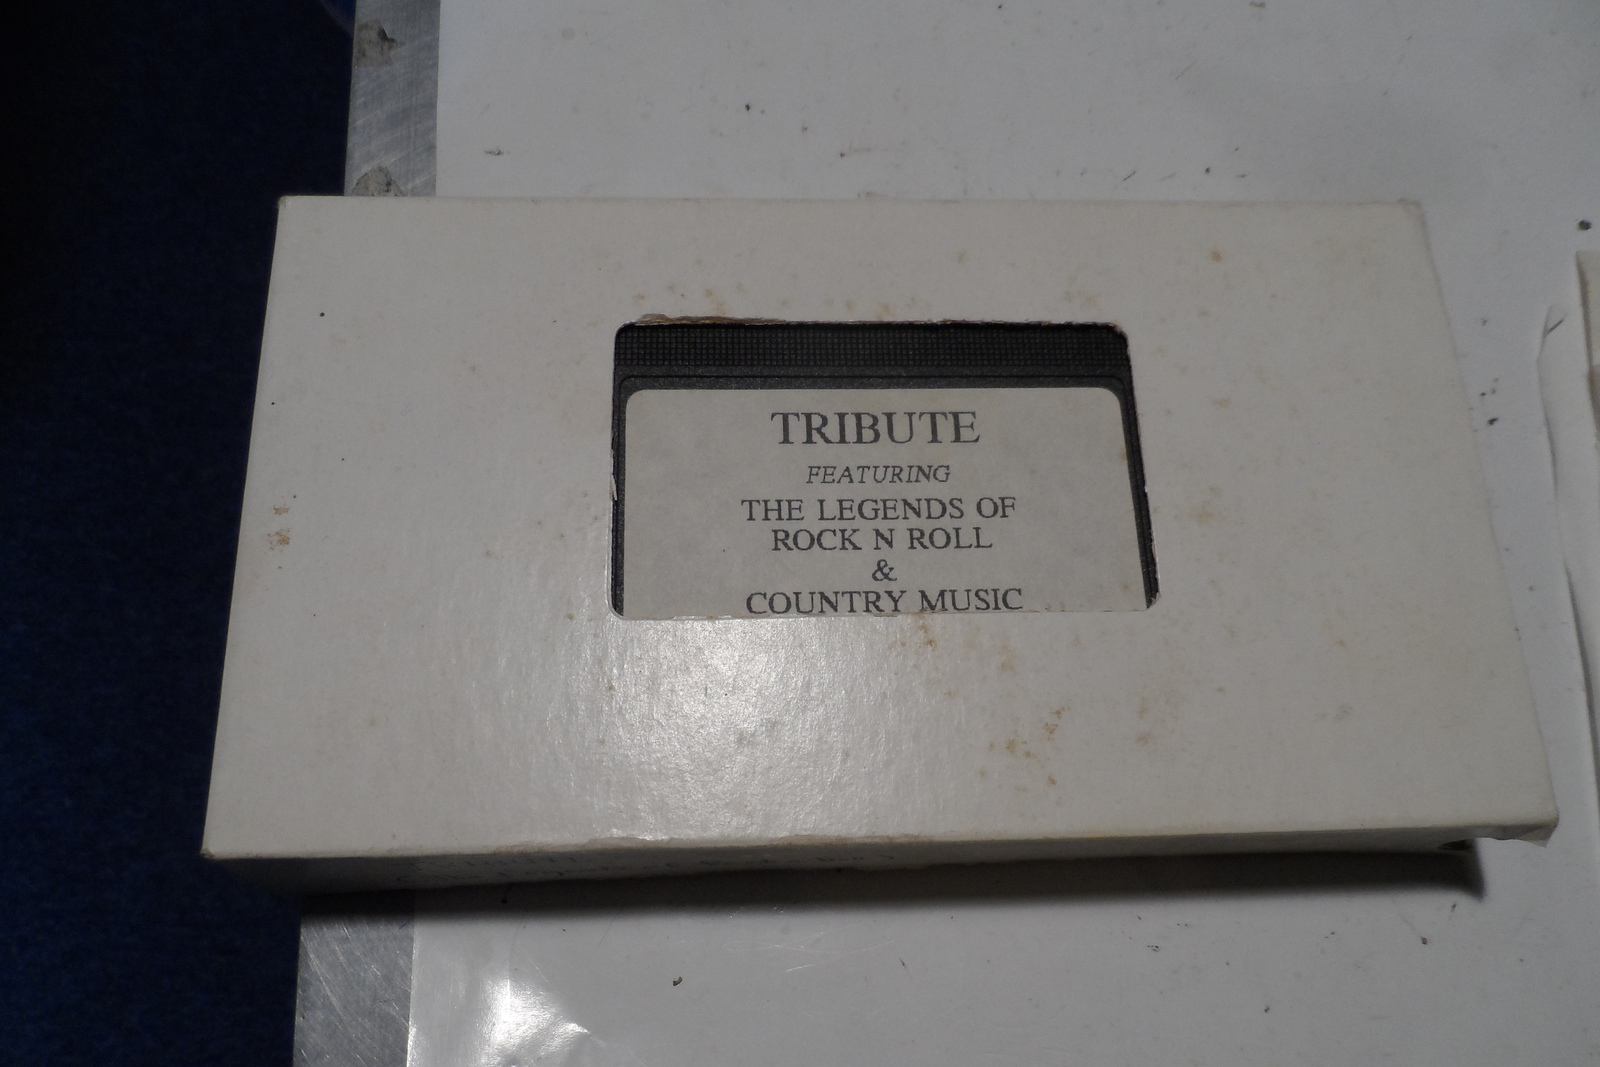 TRIBUTE
FEATURING
THE LEGENDS OF
ROCK N ROLL
&
COUNTRY MUSIC